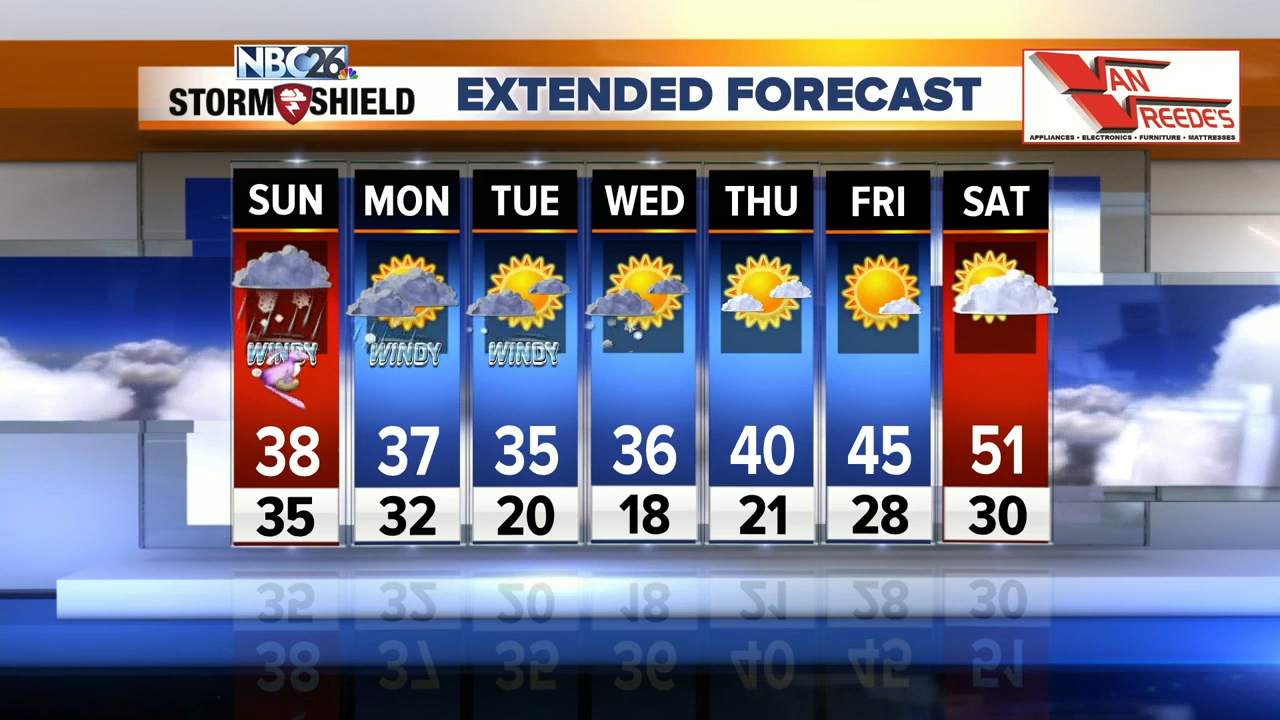 NBC26
STORM SHIELD
EXTENDED FORECAST
VAN
VREEDE'S
APPLIANCES • ELECTRONICS • FURNITURE • MATTRESSES
SUN MON TUE WED THU FRI SAT
WINDY WINDY WINDY
38 37 35 36 40 45 51
35 32 20 18 21 28 30